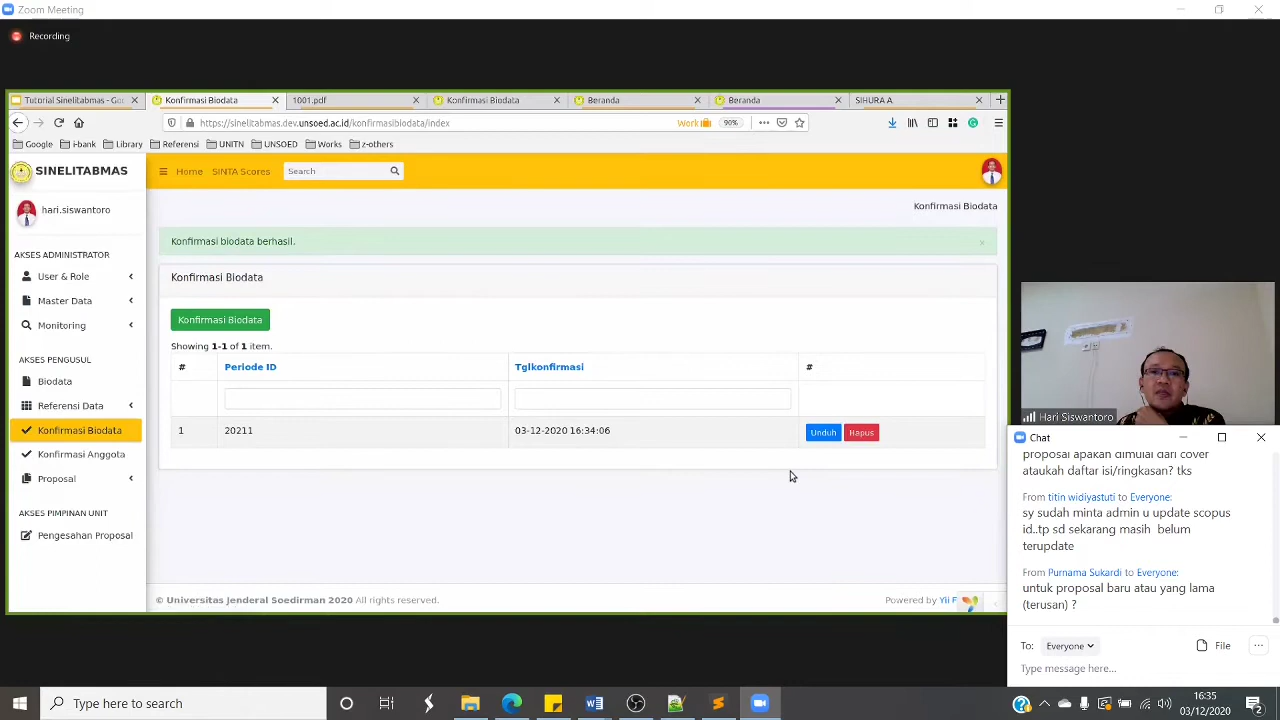 Zoom Meeting
Recording
Tutorial Sinelitabmas - Go
Konfirmasi Biodata
1001.pdf
Konfirmasi Biodata
Beranda
Beranda
SIHURA A
https://sinelitabmas.dev.unsoed.ac.id/konfirmasibiodata/index
Work
90%
Google
i-bank
Library
Referensi
UNITN
UNSOED
Works
z-others
SINELITABMAS
Home
SINTA Scores
Search
hari.siswantoro
Konfirmasi Biodata
AKSES ADMINISTRATOR
User & Role
Master Data
Monitoring
AKSES PENGUSUL
Biodata
Referensi Data
Konfirmasi Biodata
Konfirmasi Anggota
Proposal
AKSES PIMPINAN UNIT
Pengesahan Proposal
Konfirmasi biodata berhasil.
×
Konfirmasi Biodata
Konfirmasi Biodata
Showing 1-1 of 1 item.
# Periode ID Tglkonfirmasi #
1 20211 03-12-2020 16:34:06 Unduh Hapus
© Universitas Jenderal Soedirman 2020 All rights reserved.
Powered by Yii F
Hari Siswantoro
Chat
proposal apakan dimulai dari cover
ataukah daftar isi/ringkasan? tks
From titin widiyastuti to Everyone:
sy sudah minta admin u update scopus
id..tp sd sekarang masih belum
terupdate
From Purnama Sukardi to Everyone:
untuk proposal baru atau yang lama
(terusan) ?
To: Everyone
File
Type message here...
Type here to search
16:35
03/12/2020
2